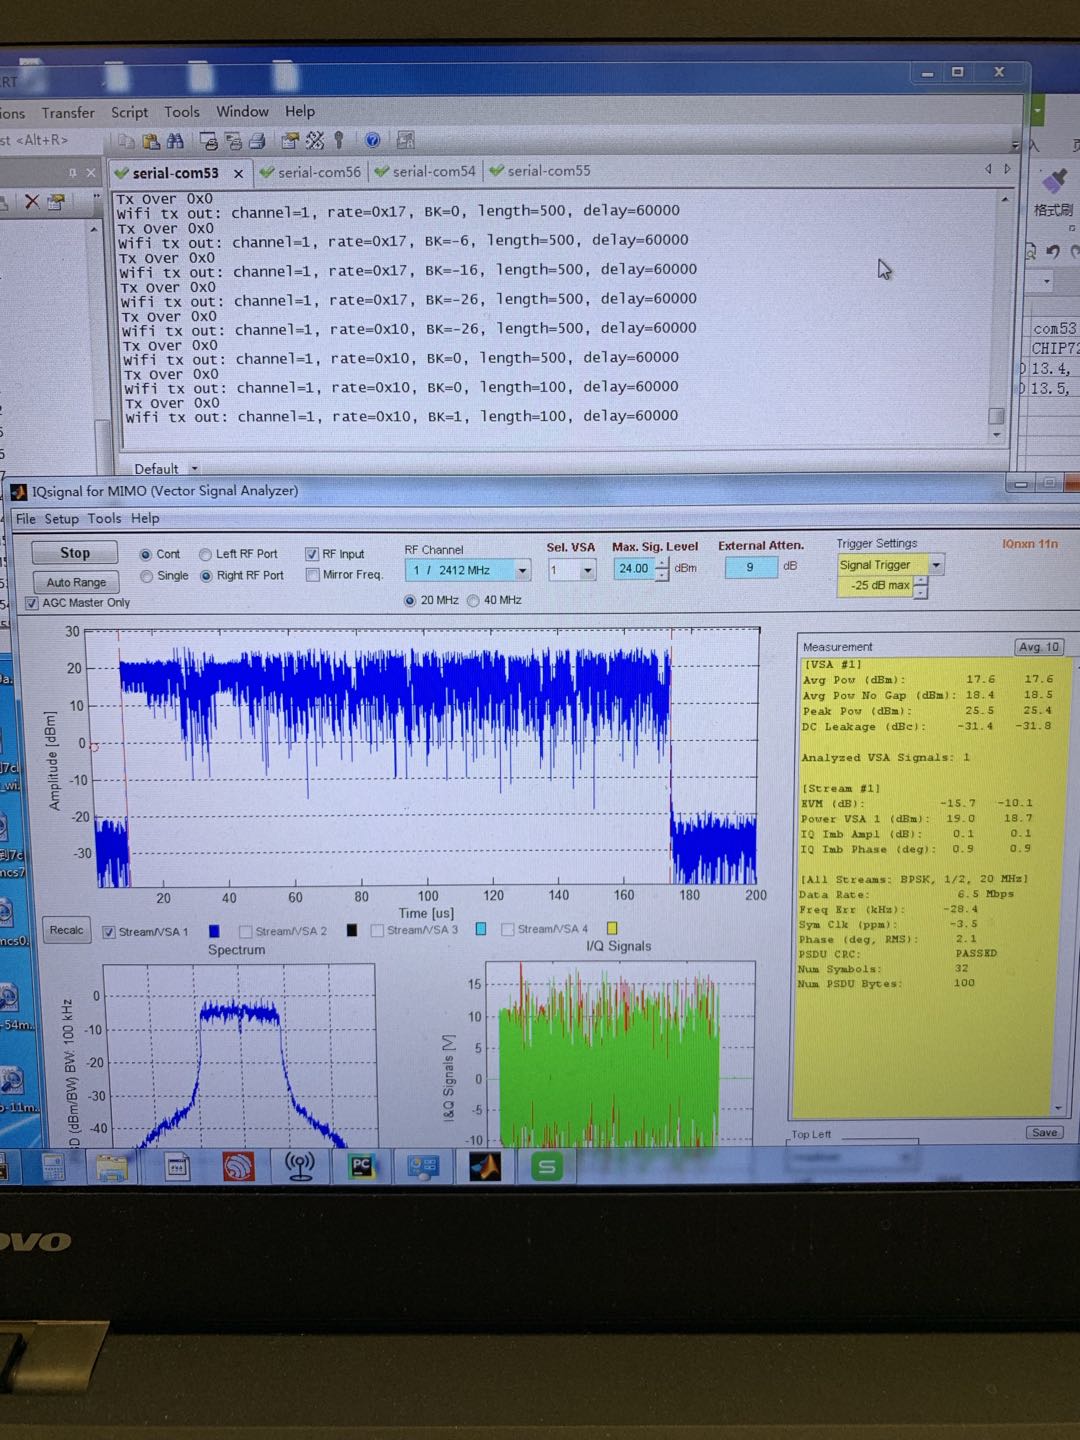 RT
ions Transfer Script Tools Window Help
st <Alt+R>
serial-com53 x serial-com56 serial-com54 serial-com55
Tx Over 0x0
Wifi tx out: channel=1, rate=0x17, BK=0, length=500, delay=60000
Tx Over 0x0
Wifi tx out: channel=1, rate=0x17, BK=-6, length=500, delay=60000
Tx Over 0x0
Wifi tx out: channel=1, rate=0x17, BK=-16, length=500, delay=60000
Tx Over 0x0
Wifi tx out: channel=1, rate=0x17, BK=-26, length=500, delay=60000
Tx Over 0x0
Wifi tx out: channel=1, rate=0x10, BK=-26, length=500, delay=60000
Tx Over 0x0
Wifi tx out: channel=1, rate=0x10, BK=0, length=500, delay=60000
Tx Over 0x0
Wifi tx out: channel=1, rate=0x10, BK=0, length=100, delay=60000
Tx Over 0x0
Wifi tx out: channel=1, rate=0x10, BK=1, length=100, delay=60000
格式刷
com53
CHIP72
13.4,
13.5,
Default
IQsignal for MIMO (Vector Signal Analyzer)
File Setup Tools Help
Stop
Auto Range
AGC Master Only
Cont
Single
Left RF Port
Right RF Port
RF Input
Mirror Freq.
RF Channel
1 / 2412 MHz
20 MHz 40 MHz
Sel. VSA
1
Max. Sig. Level
24.00 dBm
External Atten.
9 dB
Trigger Settings
Signal Trigger
-25 dB max
IQnxn 11n
Amplitude [dBm]
30
20
10
0
-10
-20
-30
20 40 60 80 100 120 140 160 180 200
Time [us]
Measurement Avg. 10
[VSA #1]
Avg Pow (dBm): 17.6 17.6
Avg Pow No Gap (dBm): 18.4 18.5
Peak Pow (dBm): 25.5 25.4
DC Leakage (dBc): -31.4 -31.8
Analyzed VSA Signals: 1
[Stream #1]
EVM (dB): -15.7 -10.1
Power VSA 1 (dBm): 19.0 18.7
IQ Imb Ampl (dB): 0.1 0.1
IQ Imb Phase (deg): 0.9 0.9
[All Streams: BPSK, 1/2, 20 MHz]
Data Rate: 6.5 Mbps
Freq Err (kHz): -28.4
Sym Clk (ppm): -3.5
Phase (deg, RMS): 2.1
PSDU CRC: PASSED
Num Symbols: 32
Num PSDU Bytes: 100
Recalc
Stream/VSA 1 Stream/VSA 2 Stream/VSA 3 Stream/VSA 4
Spectrum
D (dBm/BW) BW: 100 kHz
0
-10
-20
-30
-40
I/Q Signals
I&Q Signals [V]
15
10
5
0
-5
-10
Top Left
Save
PC
S
ovo